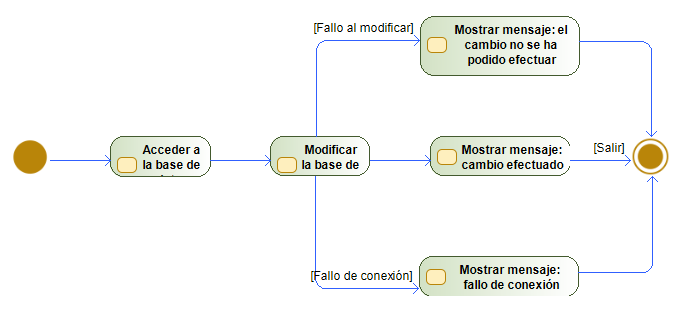 [Fallo al modificar]
Mostrar mensaje: el
cambio no se ha
podido efectuar
Acceder a
la base de
Modificar
la base de
Mostrar mensaje:
cambio efectuado
[Salir]
[Fallo de conexión]
Mostrar mensaje:
fallo de conexión